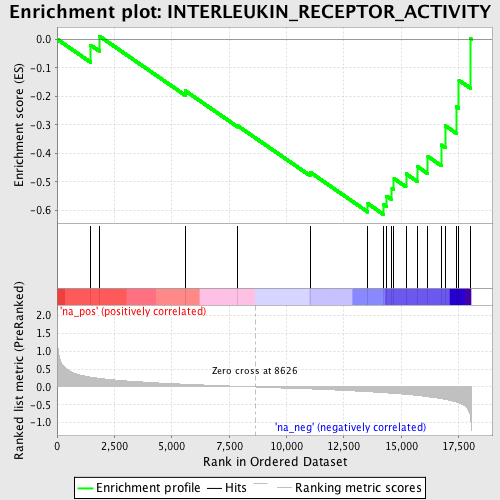 Enrichment plot: INTERLEUKIN_RECEPTOR_ACTIVITY
Enrichment score (ES)
0.0
-0.1
-0.2
-0.3
-0.4
-0.5
-0.6
'na_pos' (positively correlated)
Ranked list metric (PreRanked)
2.0
1.5
1.0
0.5
0.0
-0.5
-1.0
Zero cross at 8626
'na_neg' (negatively correlated)
0 2,500 5,000 7,500 10,000 12,500 15,000 17,500
Rank in Ordered Dataset
Enrichment profile Hits Ranking metric scores